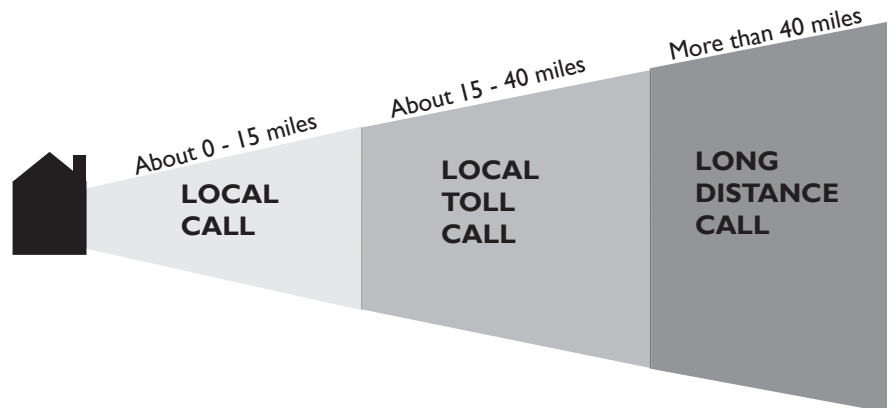 About 0 - 15 miles
LOCAL
CALL
About 15 - 40 miles
LOCAL
TOLL
CALL
More than 40 miles
LONG
DISTANCE
CALL